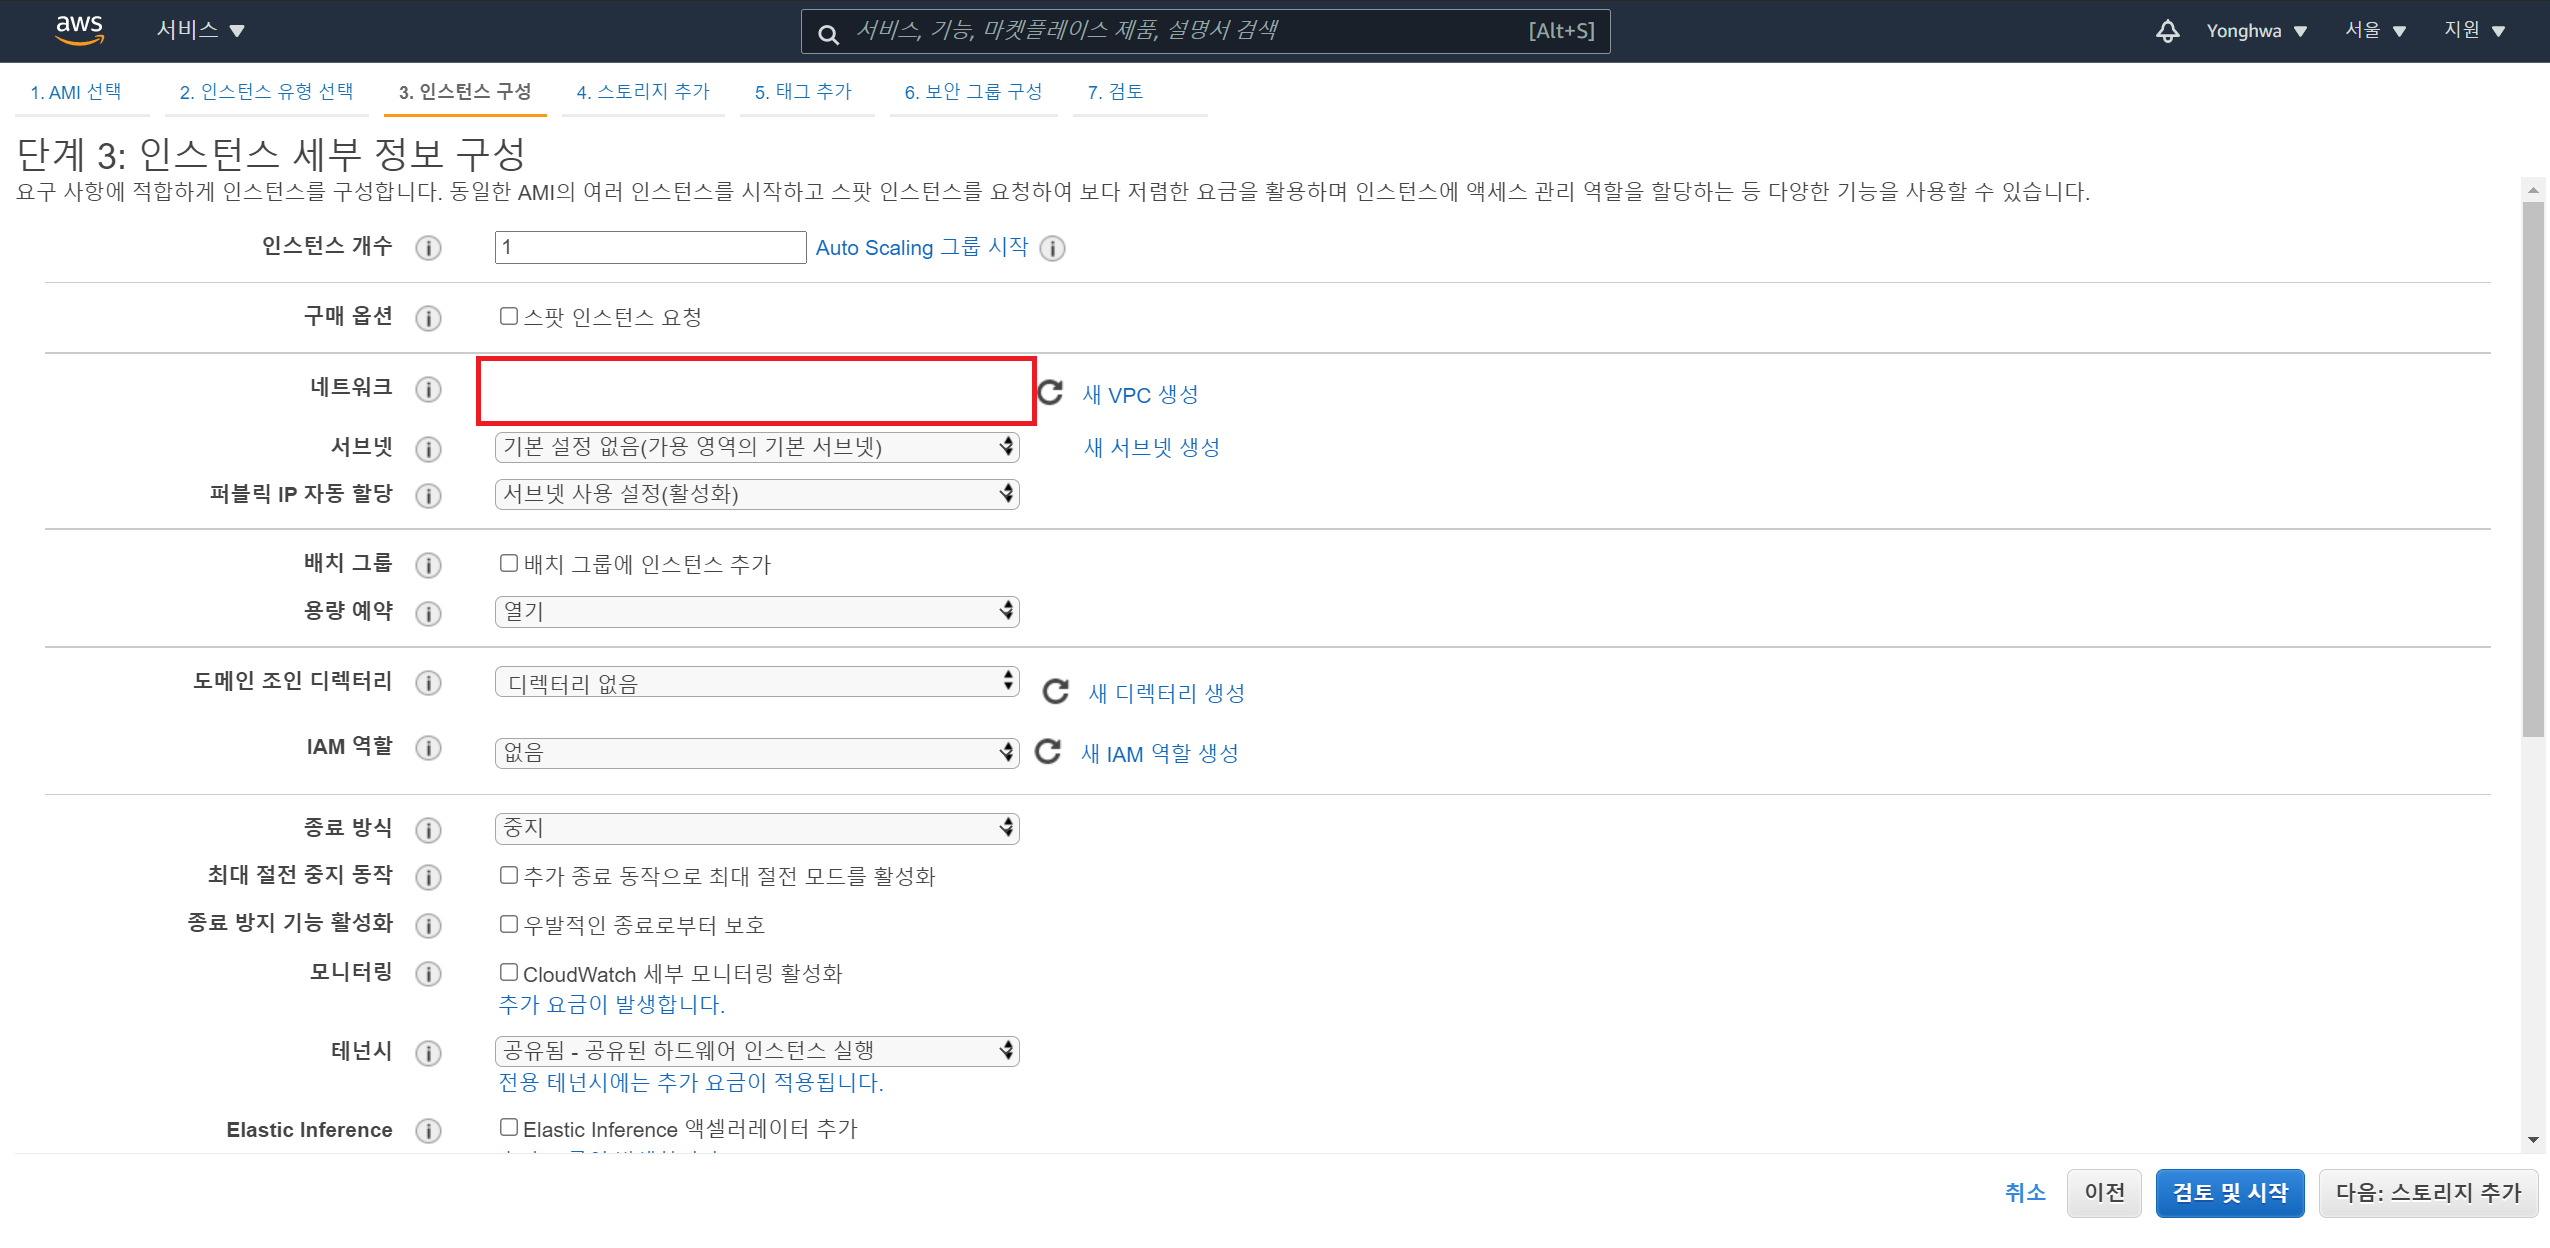 aws 서비스 서비스, 기능, 마켓플레이스 제품, 설명서 검색 [Alt+S] Yonghwa 서울 지원
1. AMI 선택 2. 인스턴스 유형 선택 3. 인스턴스 구성 4. 스토리지 추가 5. 태그 추가 6. 보안 그룹 구성 7. 검토
단계 3: 인스턴스 세부 정보 구성
요구 사항에 적합하게 인스턴스를 구성합니다. 동일한 AMI의 여러 인스턴스를 시작하고 스팟 인스턴스를 요청하여 보다 저렴한 요금을 활용하며 인스턴스에 액세스 관리 역할을 할당하는 등 다양한 기능을 사용할 수 있습니다.
인스턴스 개수 1 Auto Scaling 그룹 시작
구매 옵션 스팟 인스턴스 요청
네트워크 새 VPC 생성
서브넷 기본 설정 없음(가용 영역의 기본 서브넷) 새 서브넷 생성
퍼블릭 IP 자동 할당 서브넷 사용 설정(활성화)
배치 그룹 배치 그룹에 인스턴스 추가
용량 예약 열기
도메인 조인 디렉터리 디렉터리 없음 새 디렉터리 생성
IAM 역할 없음 새 IAM 역할 생성
종료 방식 중지
최대 절전 중지 동작 추가 종료 동작으로 최대 절전 모드를 활성화
종료 방지 기능 활성화 우발적인 종료로부터 보호
모니터링 CloudWatch 세부 모니터링 활성화
추가 요금이 발생합니다.
테넌시 공유됨 - 공유된 하드웨어 인스턴스 실행
전용 테넌시에는 추가 요금이 적용됩니다.
Elastic Inference Elastic Inference 액셀러레이터 추가
취소 이전 검토 및 시작 다음: 스토리지 추가